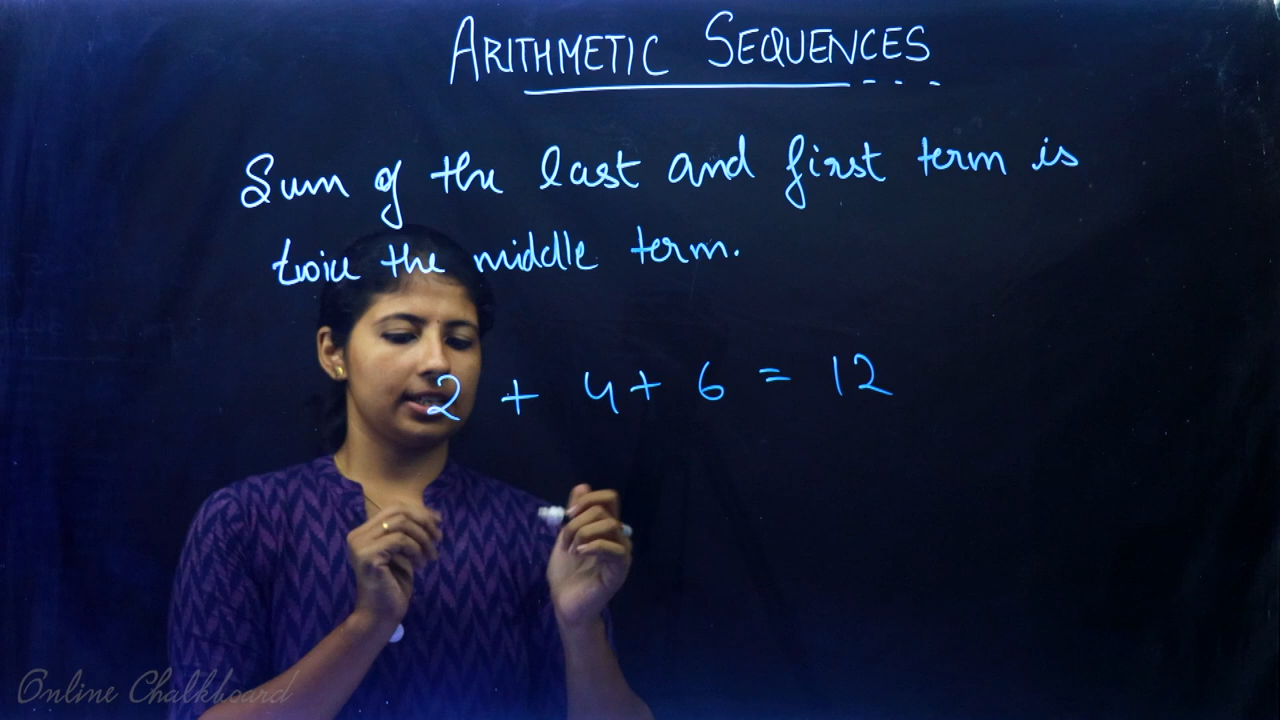 ARITHMETIC SEQUENCES...
Sum of the last and first term is
twice the middle term.
2 + 4 + 6 = 12
Online Chalkboard